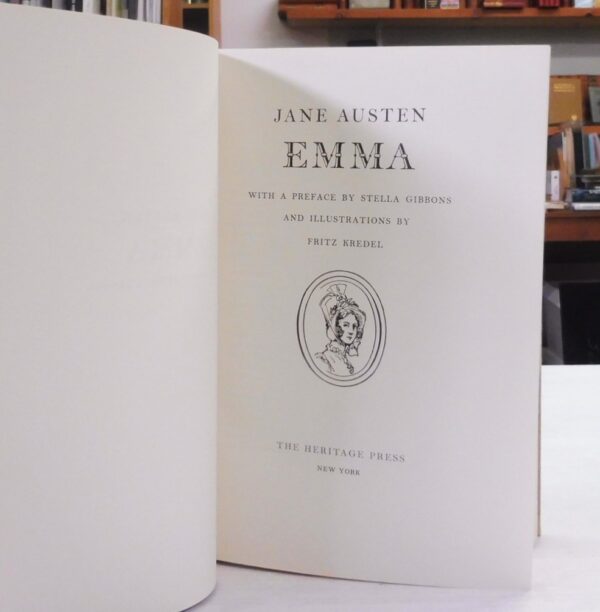 JANE AUSTEN
EMMA
WITH A PREFACE BY STELLA GIBBONS
AND ILLUSTRATIONS BY
FRITZ KREDEL
THE HERITAGE PRESS
NEW YORK